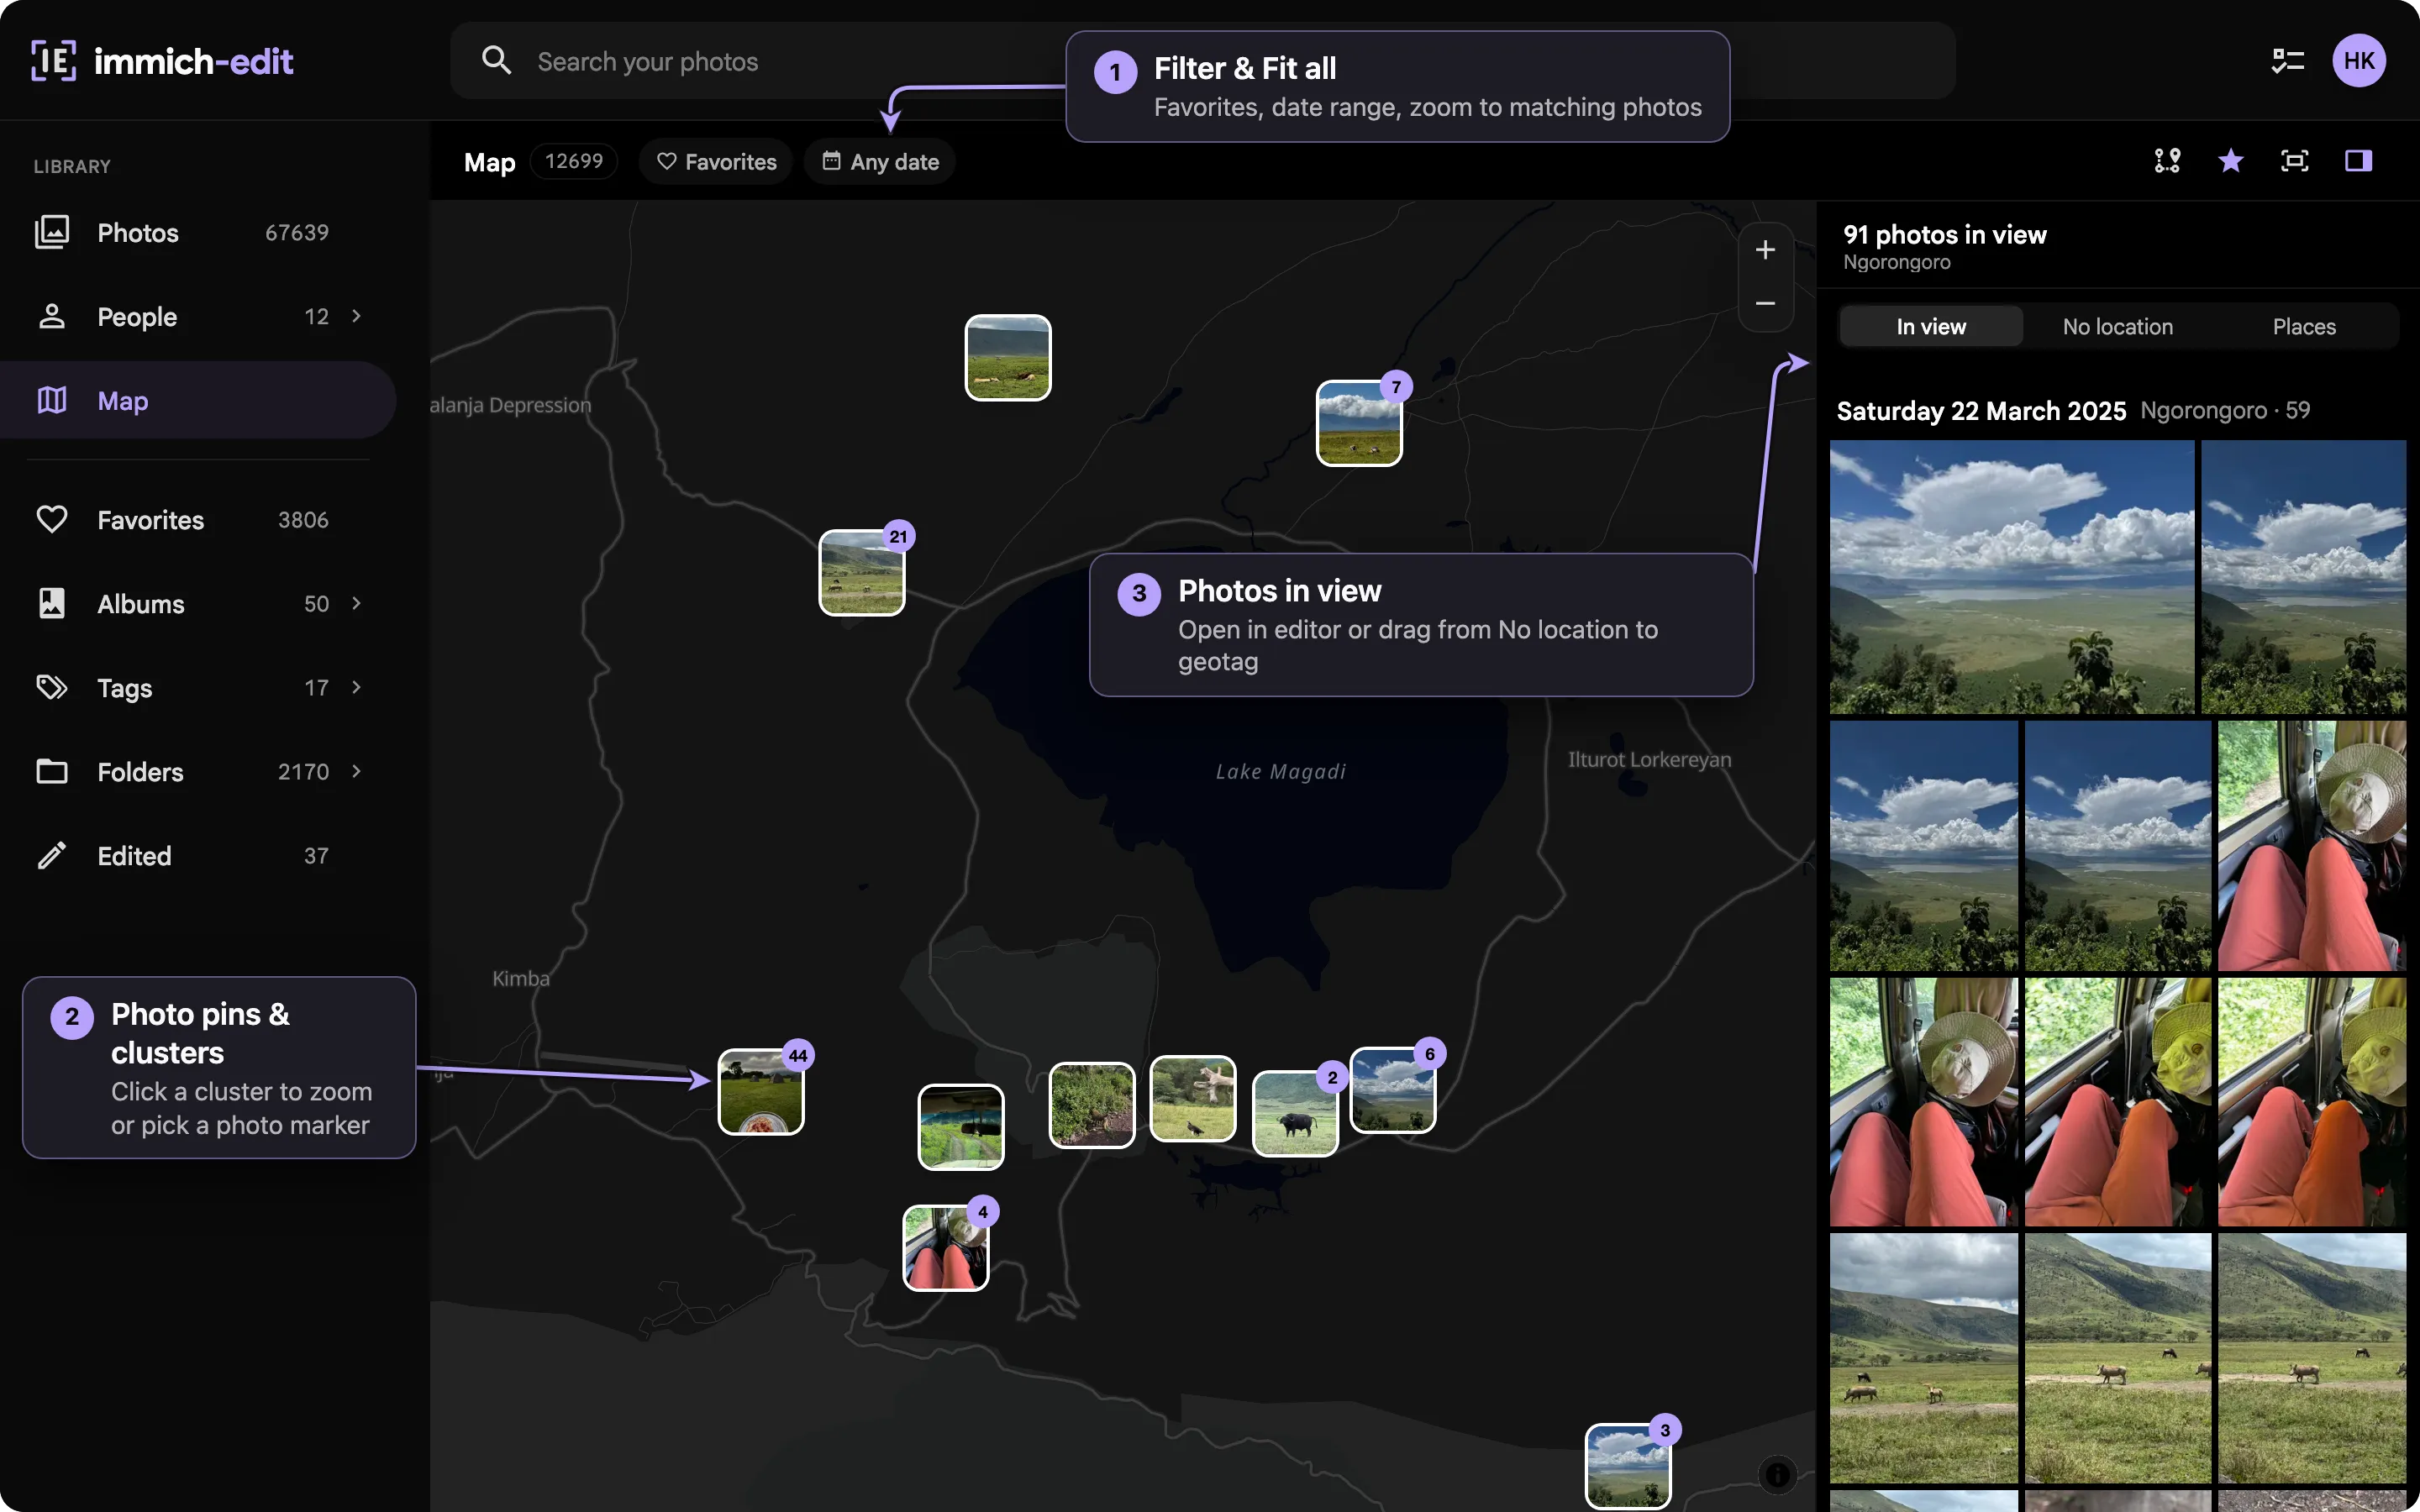 immich-edit
Search your photos
1
Filter & Fit all
Favorites, date range, zoom to matching photos
HK
LIBRARY
Photos 67639
People 12
Map
Favorites 3806
Albums 50
Tags 17
Folders 2170
Edited 37
2
Photo pins &
clusters
Click a cluster to zoom
or pick a photo marker
Map 12699 Favorites Any date
alanja Depression
7
21
3
Photos in view
Open in editor or drag from No location to
geotag
Lake Magadi
Ilturot Lorkereyan
Kimba
44
2
6
4
3
91 photos in view
Ngorongoro
In view No location Places
Saturday 22 March 2025 Ngorongoro · 59